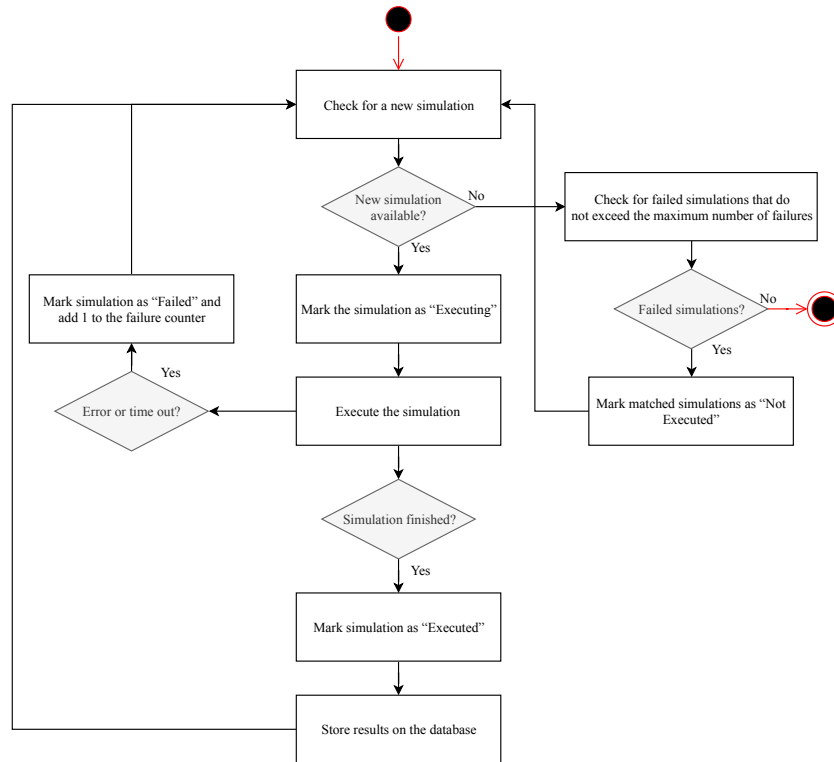 Check for a new simulation
New simulation
available?
No
Yes
Check for failed simulations that do
not exceed the maximum number of failures
Mark simulation as “Failed” and
add 1 to the failure counter
Mark the simulation as “Executing”
Failed simulations?
No
Yes
Yes
Error or time out?
Execute the simulation
Mark matched simulations as “Not
Executed”
Simulation finished?
Yes
Mark simulation as “Executed”
Store results on the database